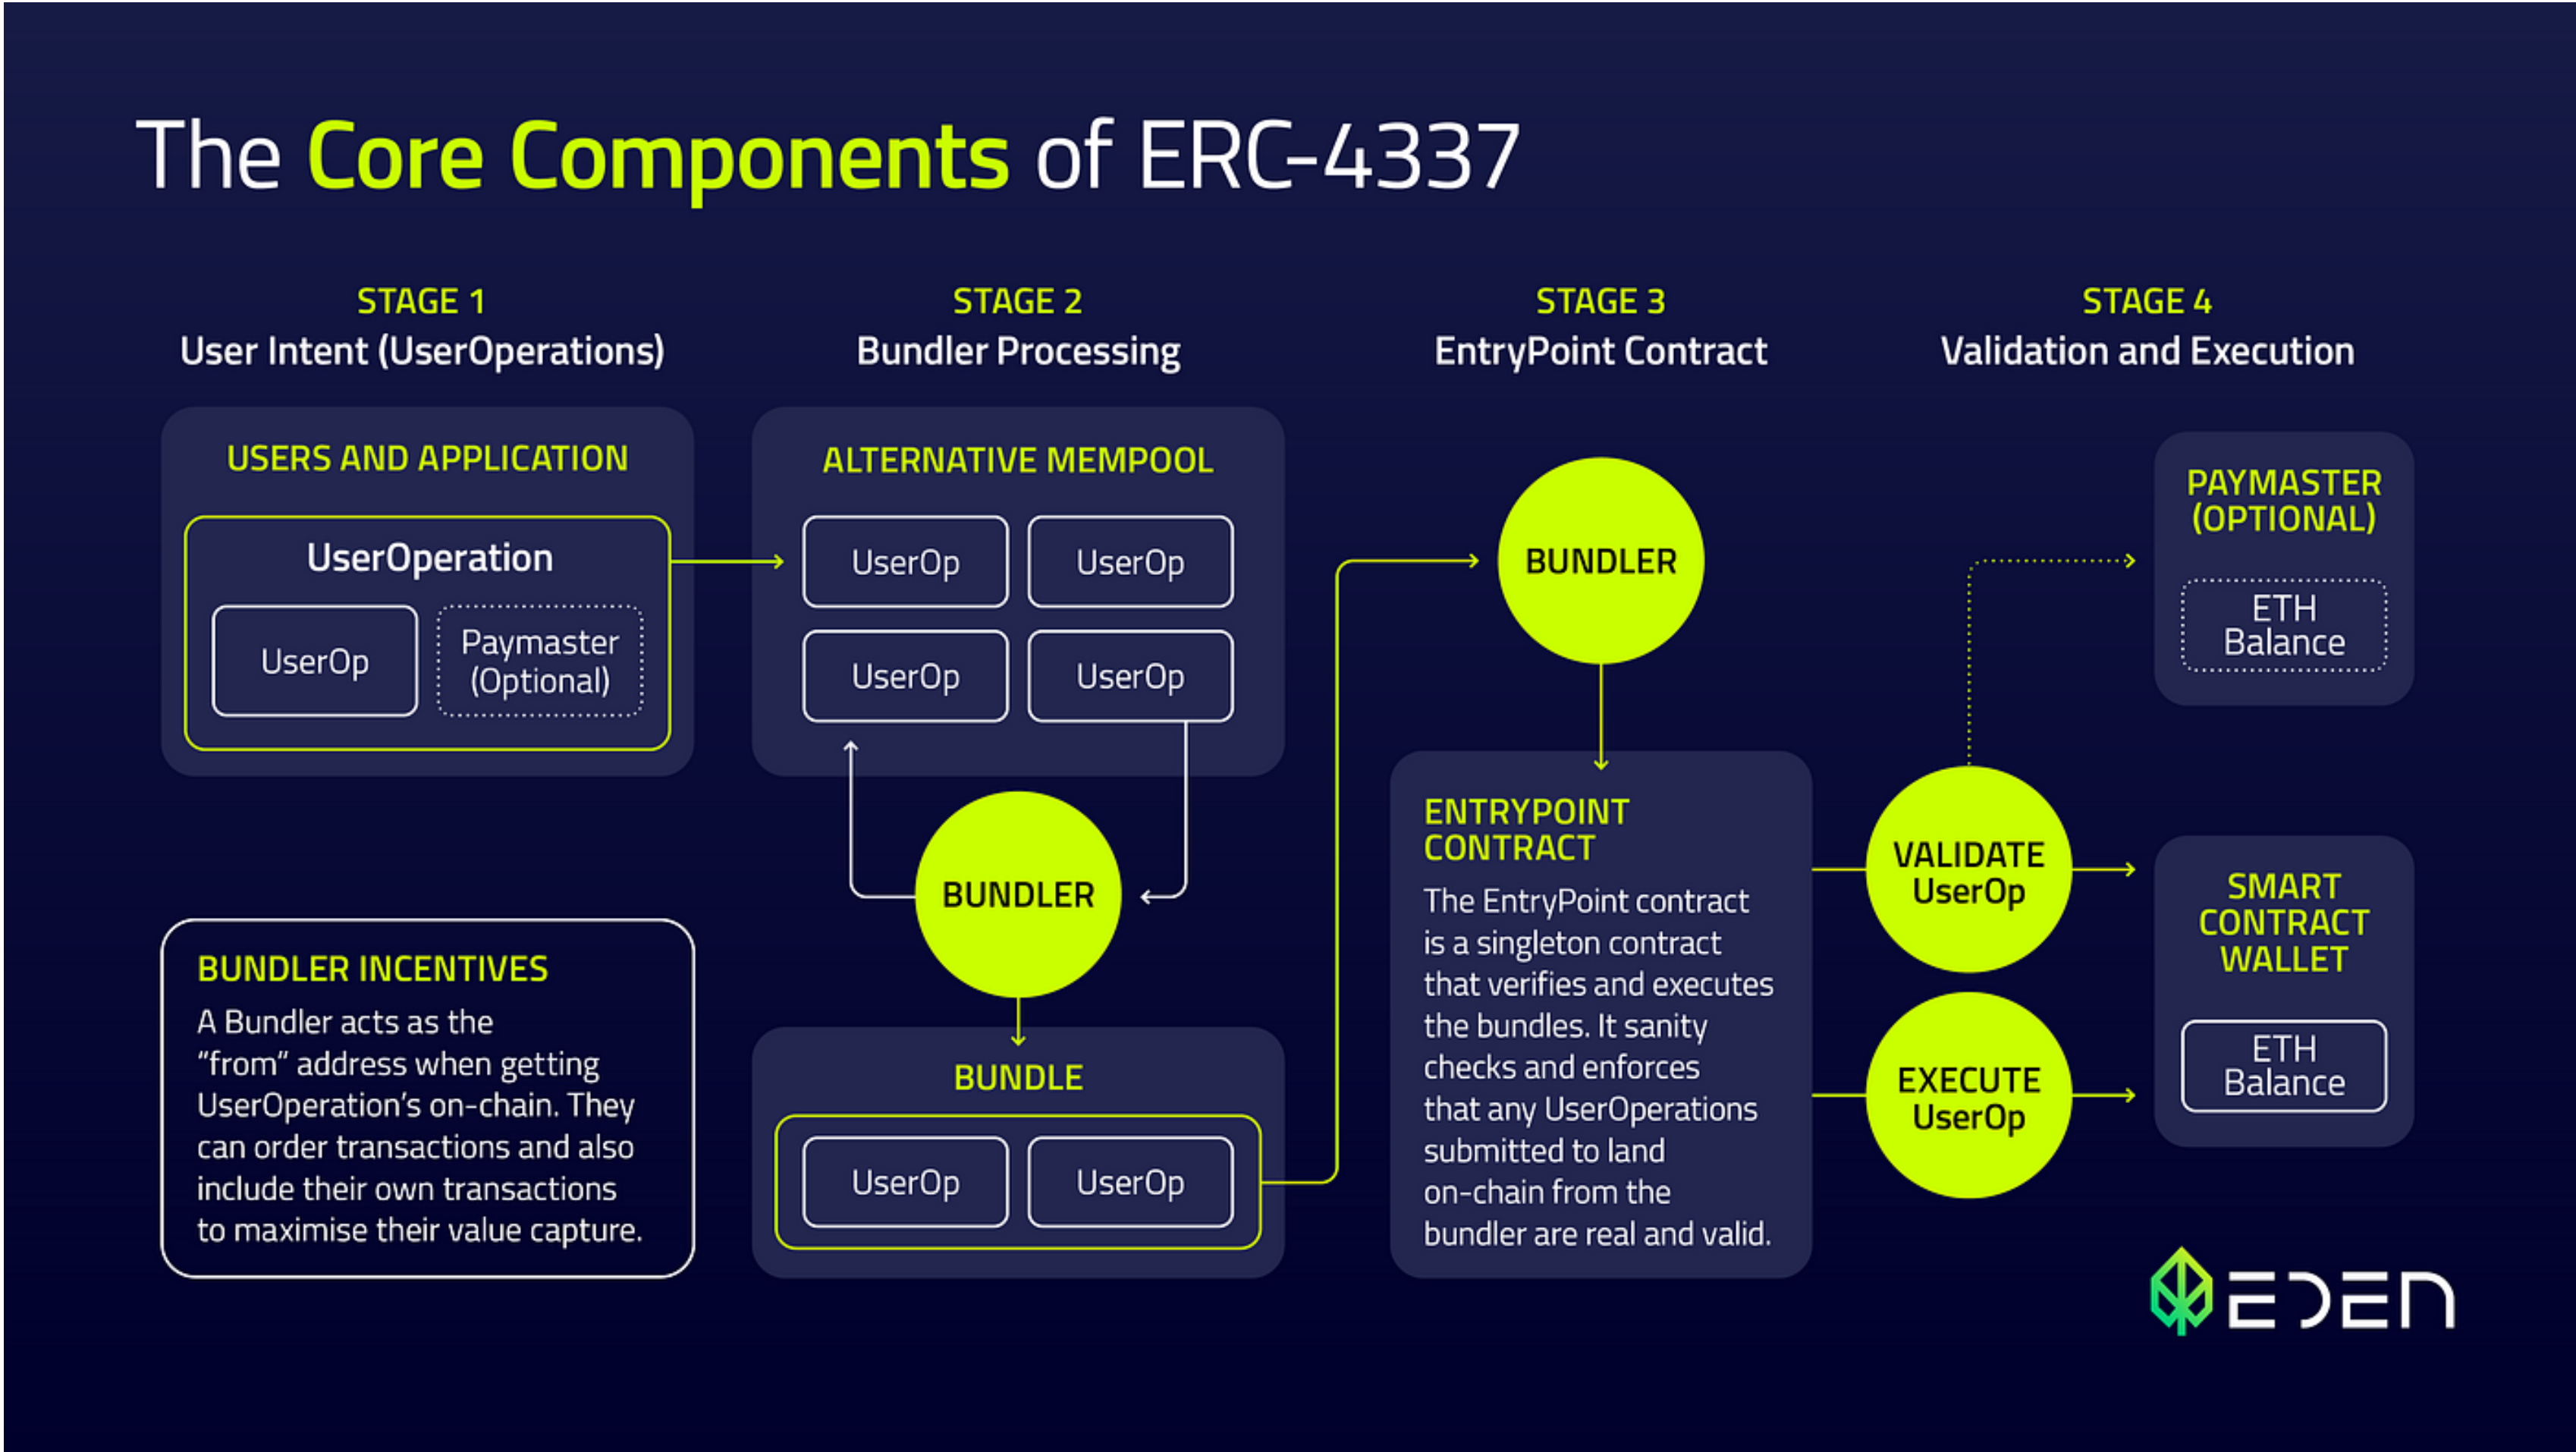 The Core Components of ERC-4337
STAGE 1
User Intent (UserOperations)
USERS AND APPLICATION
UserOperation
UserOp
Paymaster
(Optional)
BUNDLER INCENTIVES
A Bundler acts as the
“from” address when getting
UserOperation’s on-chain. They
can order transactions and also
include their own transactions
to maximise their value capture.
STAGE 2
Bundler Processing
ALTERNATIVE MEMPOOL
UserOp
UserOp
UserOp
UserOp
BUNDLER
BUNDLE
UserOp
UserOp
STAGE 3
EntryPoint Contract
BUNDLER
ENTRYPOINT
CONTRACT
The EntryPoint contract
is a singleton contract
that verifies and executes
the bundles. It sanity
checks and enforces
that any UserOperations
submitted to land
on-chain from the
bundler are real and valid.
STAGE 4
Validation and Execution
PAYMASTER
(OPTIONAL)
ETH
Balance
VALIDATE
UserOp
EXECUTE
UserOp
SMART
CONTRACT
WALLET
ETH
Balance
EDEN